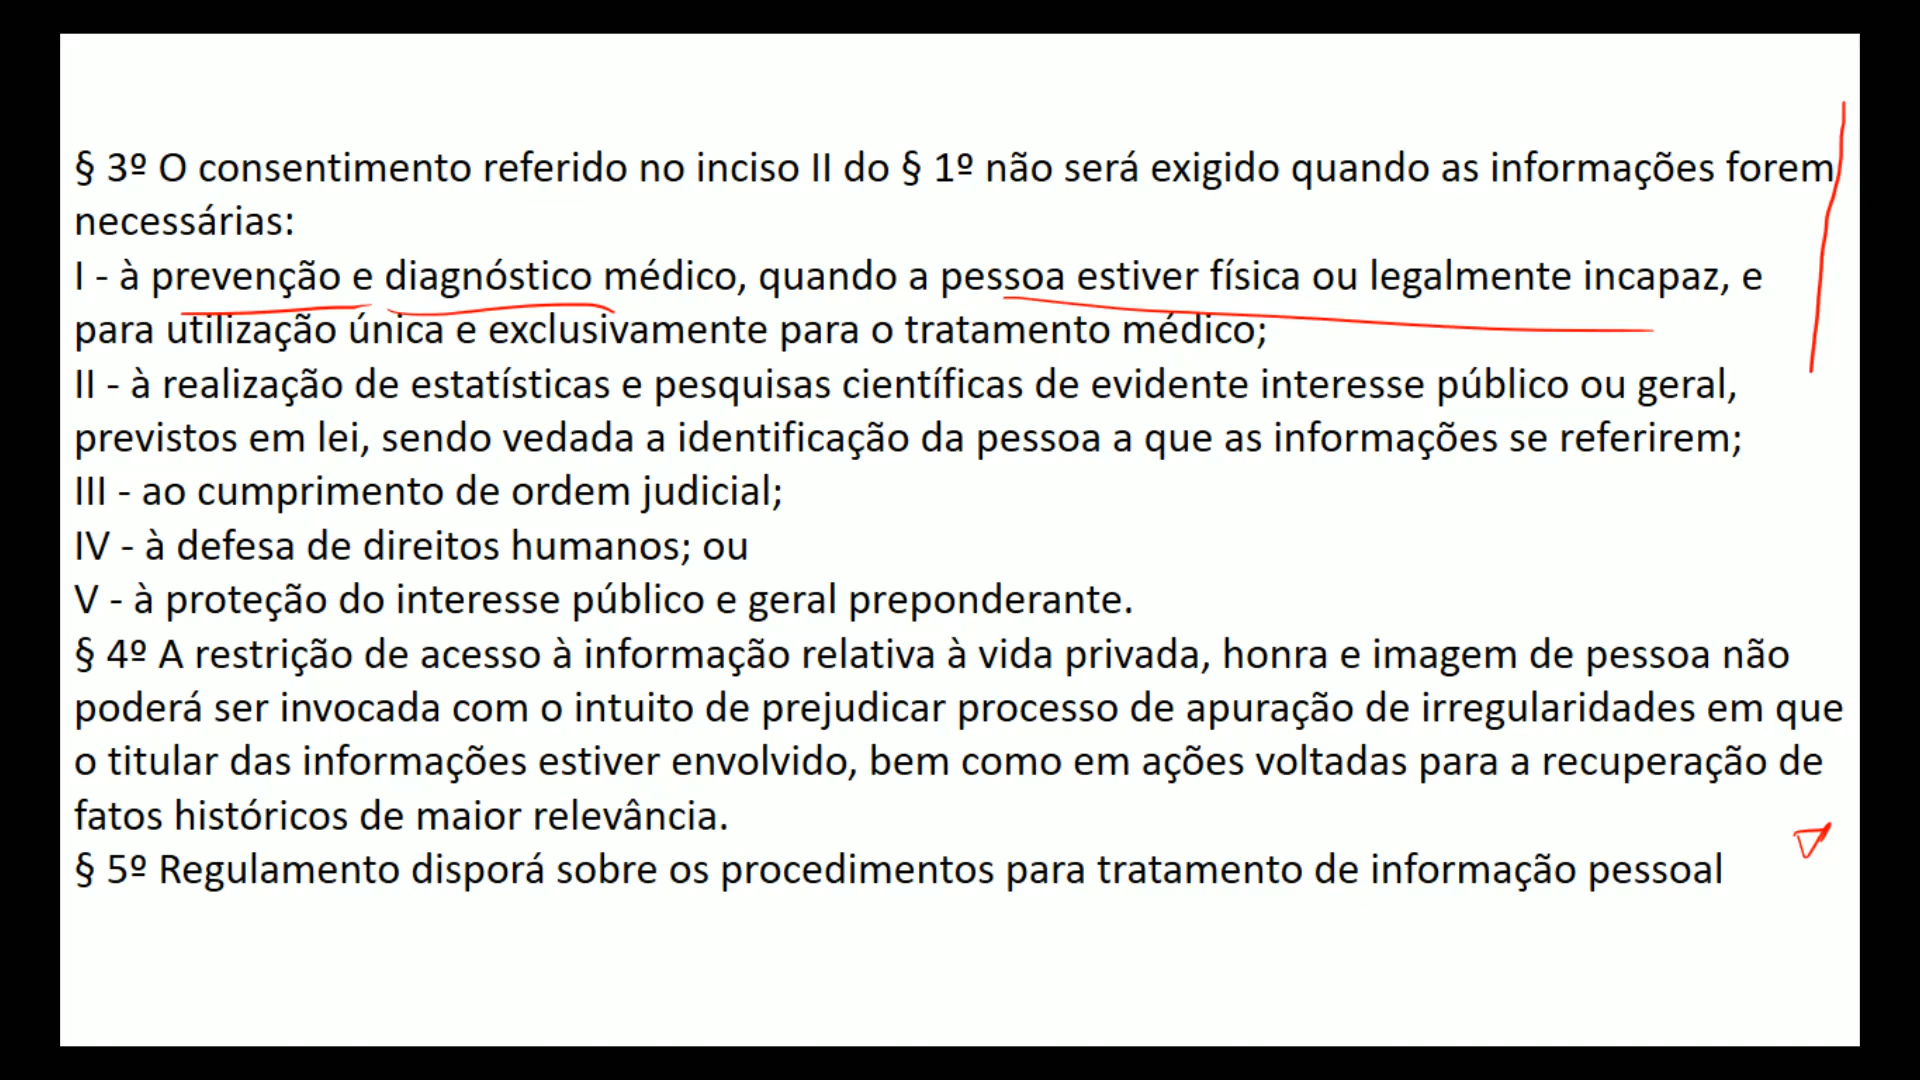 § 3º O consentimento referido no inciso II do § 1º não será exigido quando as informações forem
necessárias:
I - à prevenção e diagnóstico médico, quando a pessoa estiver física ou legalmente incapaz, e
para utilização única e exclusivamente para o tratamento médico;
II - à realização de estatísticas e pesquisas científicas de evidente interesse público ou geral,
previstos em lei, sendo vedada a identificação da pessoa a que as informações se referirem;
III - ao cumprimento de ordem judicial;
IV - à defesa de direitos humanos; ou
V - à proteção do interesse público e geral preponderante.
§ 4º A restrição de acesso à informação relativa à vida privada, honra e imagem de pessoa não
poderá ser invocada com o intuito de prejudicar processo de apuração de irregularidades em que
o titular das informações estiver envolvido, bem como em ações voltadas para a recuperação de
fatos históricos de maior relevância.
§ 5º Regulamento disporá sobre os procedimentos para tratamento de informação pessoal